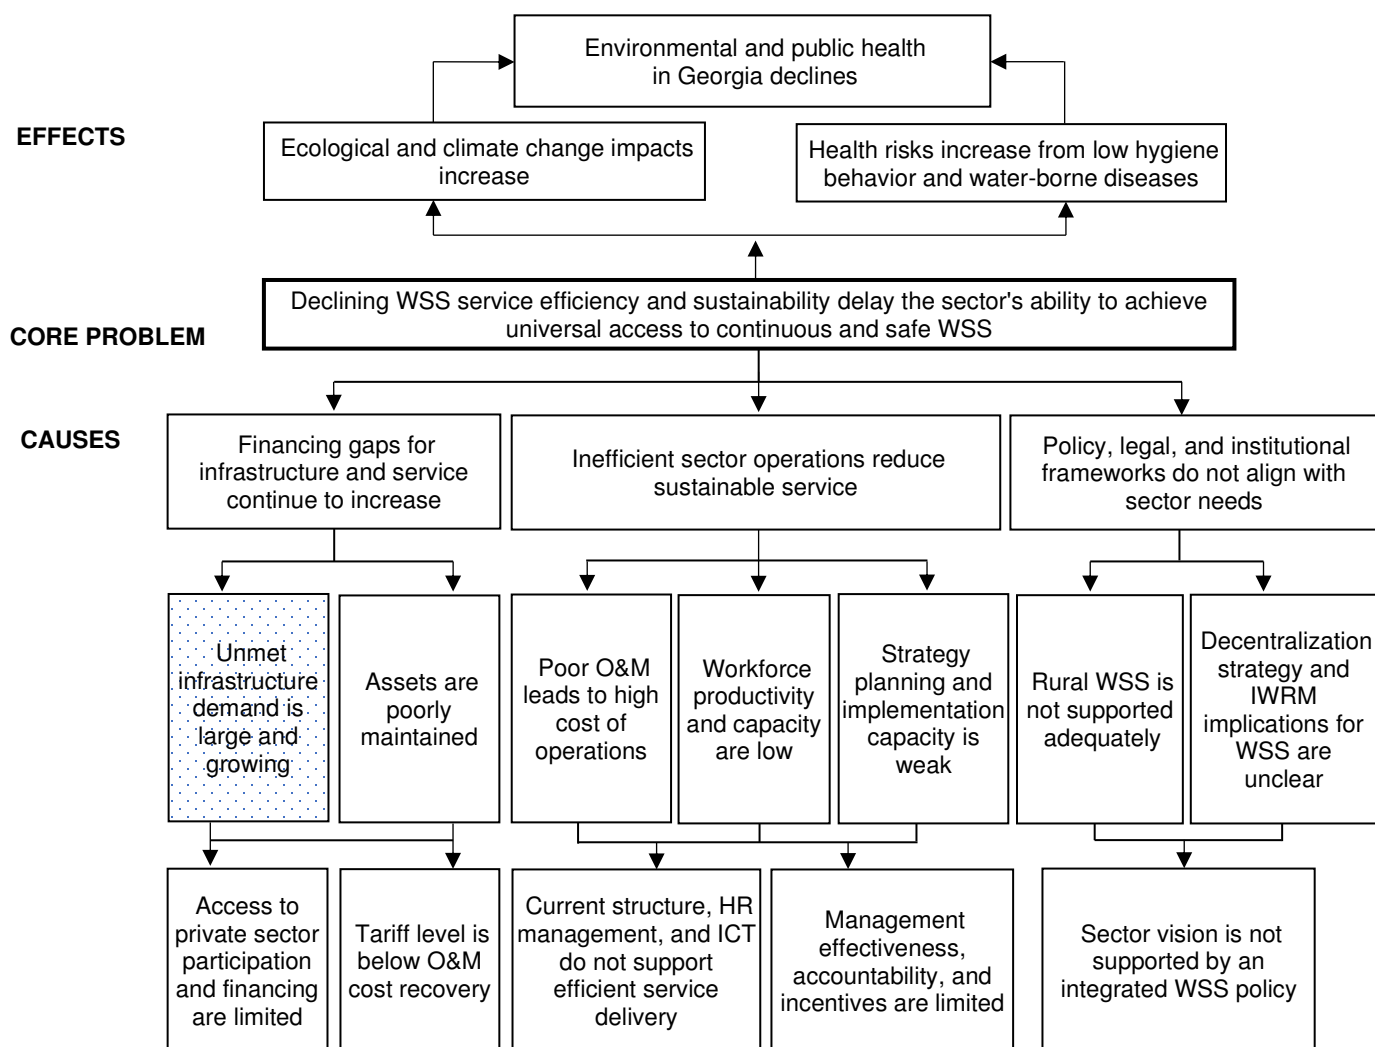 Environmental and public health
in Georgia declines
EFFECTS
Ecological and climate change impacts
increase
Health risks increase from low hygiene
behavior and water-borne diseases
CORE PROBLEM
Declining WSS service efficiency and sustainability delay the sector's ability to achieve
universal access to continuous and safe WSS
CAUSES
Financing gaps for
infrastructure and service
continue to increase
Inefficient sector operations reduce
sustainable service
Policy, legal, and institutional
frameworks do not align with
sector needs
Unmet
infrastructure
demand is
large and
growing
Assets are
poorly
maintained
Poor O&M
leads to high
cost of
operations
Workforce
productivity
and capacity
are low
Strategy
planning and
implementation
capacity is
weak
Rural WSS is
not supported
adequately
Decentralization
strategy and
IWRM
implications for
WSS are
unclear
Access to
private sector
participation
and financing
are limited
Tariff level is
below O&M
cost recovery
Current structure, HR
management, and ICT
do not support
efficient service
delivery
Management
effectiveness,
accountability, and
incentives are limited
Sector vision is not
supported by an
integrated WSS policy